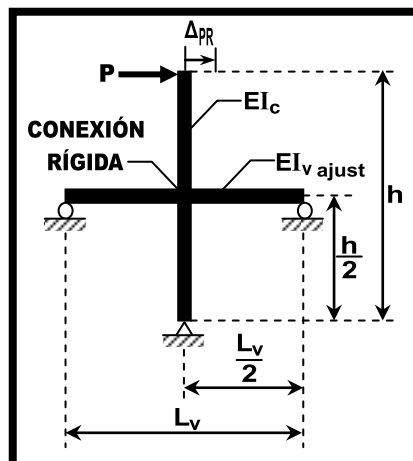 Δ_PR
P
EI_c
CONEXIÓN
RÍGIDA
EI_v ajust
h
h/2
L_v/2
L_v